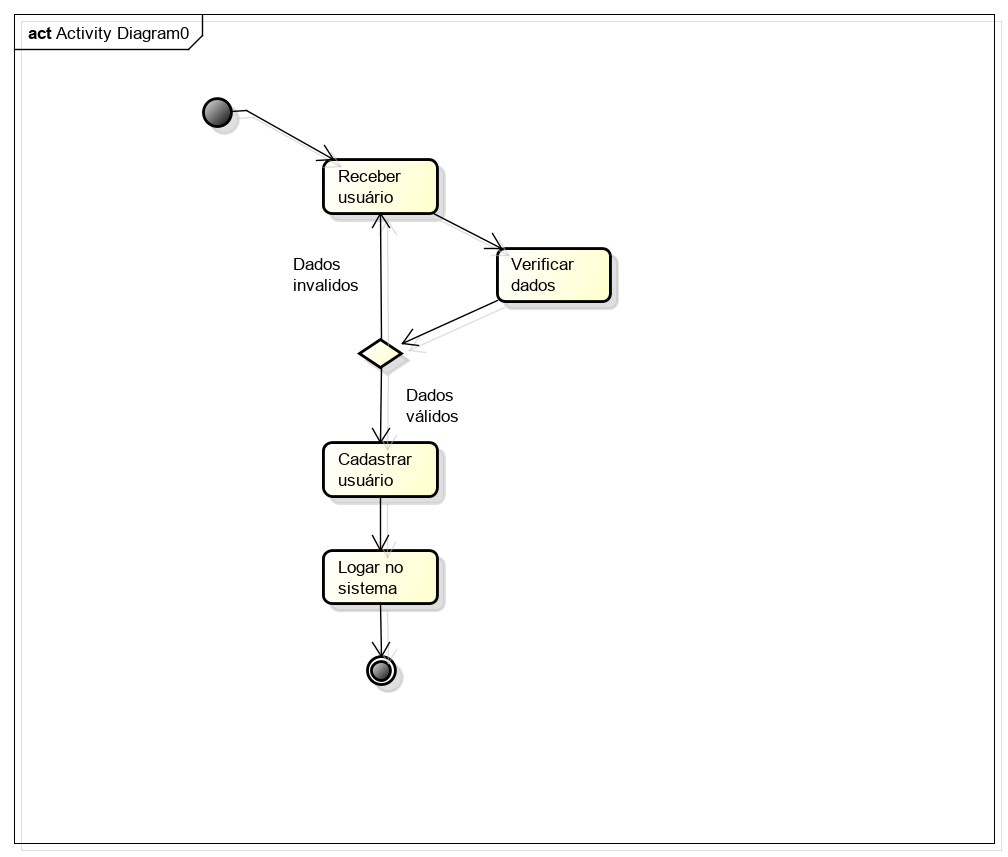 act Activity Diagram0
Receber
usuário
Verificar
dados
Dados
invalidos
Dados
válidos
Cadastrar
usuário
Logar no
sistema